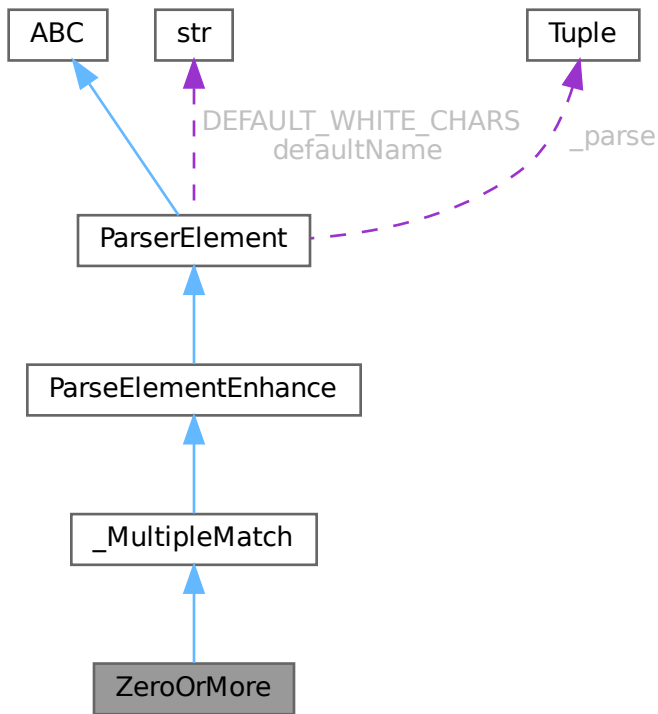 ABC
str
Tuple
DEFAULT_WHITE_CHARS
defaultName
_parse
ParserElement
ParseElementEnhance
_MultipleMatch
ZeroOrMore